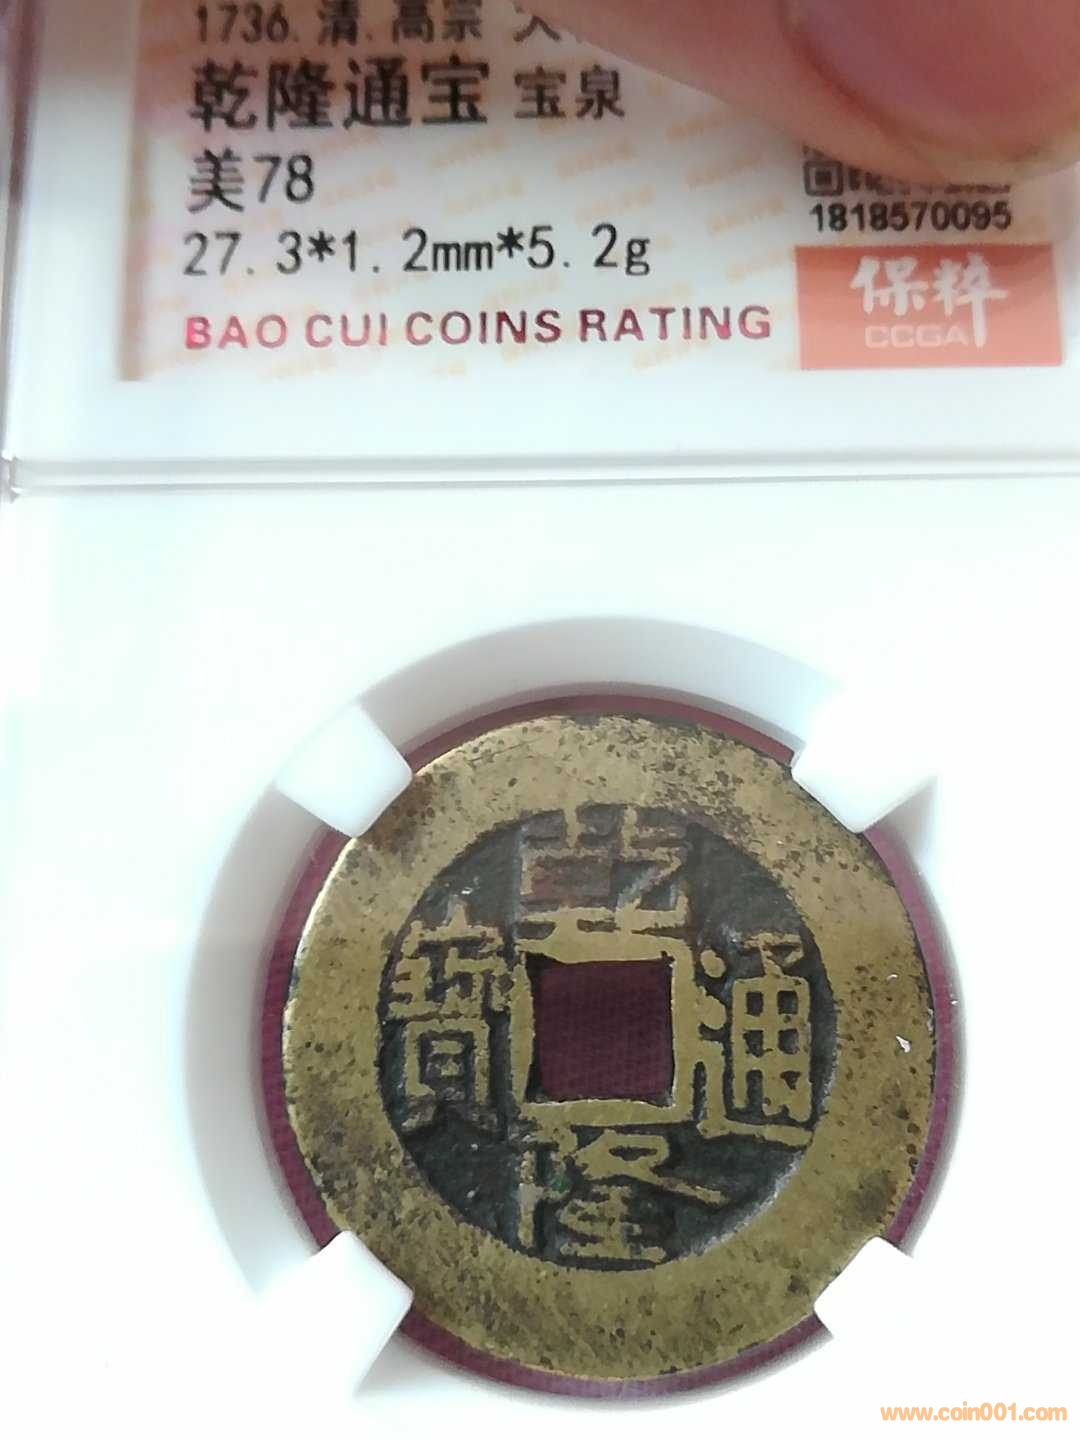 1736.清.高宗
乾隆通宝 宝泉
美78
27.3*1.2mm*5.2g
BAO CUI COINS RATING
1818570095
保粹
CCGA
乾隆通寶
www.coin001.com